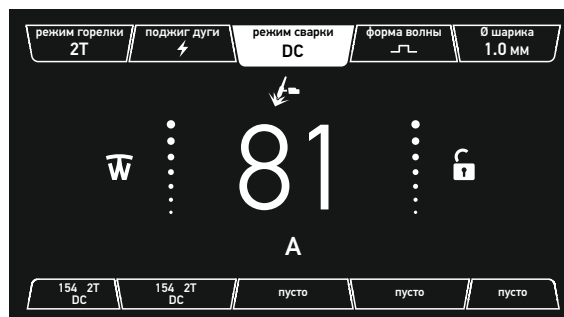 режим горелки
2Т
поджиг дуги
режим сварки
DC
форма волны
Ø шарика
1.0 мм
81
A
154 2T
DC
154 2T
DC
пусто
пусто
пусто